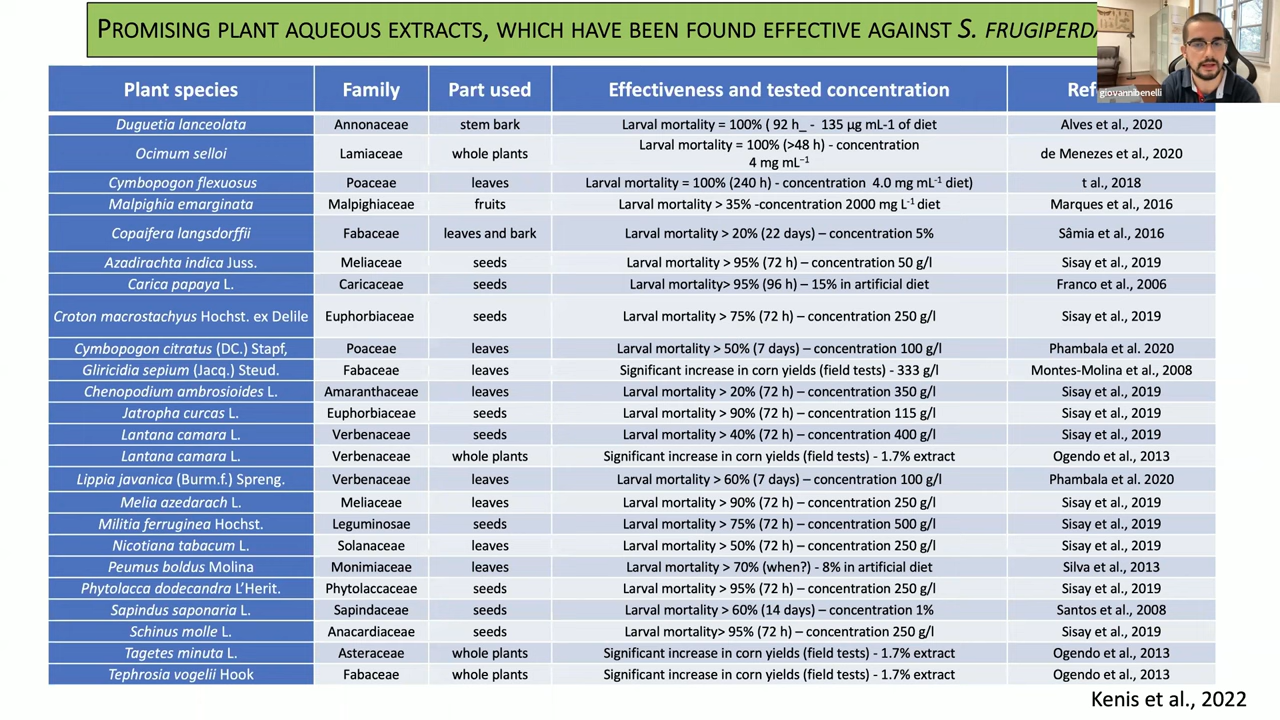 PROMISING PLANT AQUEOUS EXTRACTS, WHICH HAVE BEEN FOUND EFFECTIVE AGAINST S. FRUGIPERDA
giovannibenelli
Plant species Family Part used Effectiveness and tested concentration Ref
Duguetia lanceolata Annonaceae stem bark Larval mortality = 100% ( 92 h_ - 135 µg mL-1 of diet Alves et al., 2020
Ocimum selloi Lamiaceae whole plants Larval mortality = 100% (>48 h) - concentration
4 mg mL⁻¹ de Menezes et al., 2020
Cymbopogon flexuosus Poaceae leaves Larval mortality = 100% (240 h) - concentration 4.0 mg mL⁻¹ diet) t al., 2018
Malpighia emarginata Malpighiaceae fruits Larval mortality > 35% -concentration 2000 mg L⁻¹ diet Marques et al., 2016
Copaifera langsdorffii Fabaceae leaves and bark Larval mortality > 20% (22 days) – concentration 5% Sâmia et al., 2016
Azadirachta indica Juss. Meliaceae seeds Larval mortality > 95% (72 h) – concentration 50 g/l Sisay et al., 2019
Carica papaya L. Caricaceae seeds Larval mortality> 95% (96 h) – 15% in artificial diet Franco et al., 2006
Croton macrostachyus Hochst. ex Delile Euphorbiaceae seeds Larval mortality > 75% (72 h) – concentration 250 g/l Sisay et al., 2019
Cymbopogon citratus (DC.) Stapf, Poaceae leaves Larval mortality > 50% (7 days) – concentration 100 g/l Phambala et al. 2020
Gliricidia sepium (Jacq.) Steud. Fabaceae leaves Significant increase in corn yields (field tests) - 333 g/l Montes-Molina et al., 2008
Chenopodium ambrosioides L. Amaranthaceae leaves Larval mortality > 20% (72 h) – concentration 350 g/l Sisay et al., 2019
Jatropha curcas L. Euphorbiaceae seeds Larval mortality > 90% (72 h) – concentration 115 g/l Sisay et al., 2019
Lantana camara L. Verbenaceae seeds Larval mortality > 40% (72 h) – concentration 400 g/l Sisay et al., 2019
Lantana camara L. Verbenaceae whole plants Significant increase in corn yields (field tests) - 1.7% extract Ogendo et al., 2013
Lippia javanica (Burm.f.) Spreng. Verbenaceae leaves Larval mortality > 60% (7 days) – concentration 100 g/l Phambala et al. 2020
Melia azedarach L. Meliaceae leaves Larval mortality > 90% (72 h) – concentration 250 g/l Sisay et al., 2019
Militia ferruginea Hochst. Leguminosae seeds Larval mortality > 75% (72 h) – concentration 500 g/l Sisay et al., 2019
Nicotiana tabacum L. Solanaceae leaves Larval mortality > 50% (72 h) – concentration 250 g/l Sisay et al., 2019
Peumus boldus Molina Monimiaceae leaves Larval mortality > 70% (when?) - 8% in artificial diet Silva et al., 2013
Phytolacca dodecandra L'Herit. Phytolaccaceae seeds Larval mortality > 95% (72 h) – concentration 250 g/l Sisay et al., 2019
Sapindus saponaria L. Sapindaceae seeds Larval mortality > 60% (14 days) – concentration 1% Santos et al., 2008
Schinus molle L. Anacardiaceae seeds Larval mortality> 95% (72 h) – concentration 250 g/l Sisay et al., 2019
Tagetes minuta L. Asteraceae whole plants Significant increase in corn yields (field tests) - 1.7% extract Ogendo et al., 2013
Tephrosia vogelii Hook Fabaceae whole plants Significant increase in corn yields (field tests) - 1.7% extract Ogendo et al., 2013
Kenis et al., 2022